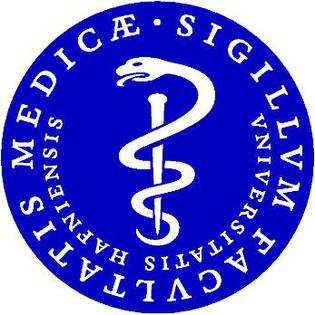 SIGILLVM FACVLTATIS MEDICÆ ·
VNIVERSITATIS HAFNIENSIS